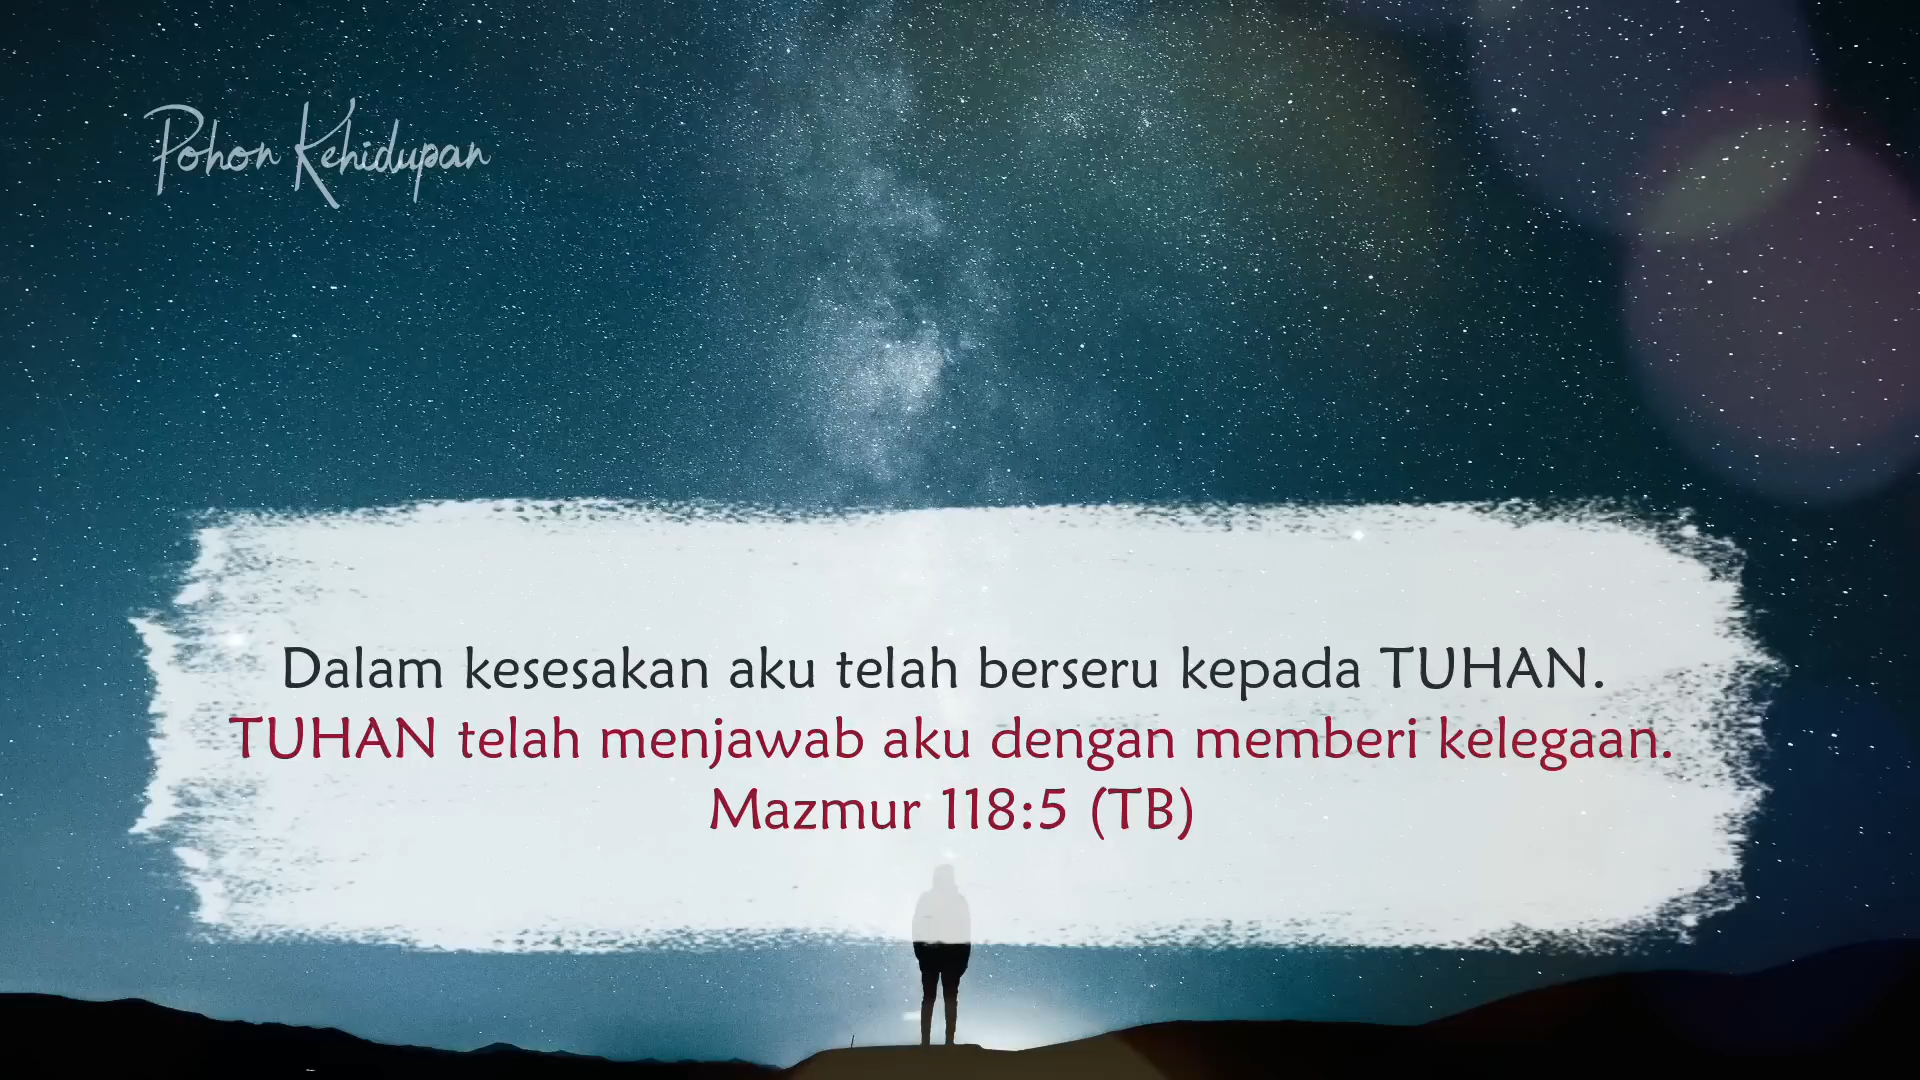 Pohon Kehidupan
Dalam kesesakan aku telah berseru kepada TUHAN.
TUHAN telah menjawab aku dengan memberi kelegaan.
Mazmur 118:5 (TB)